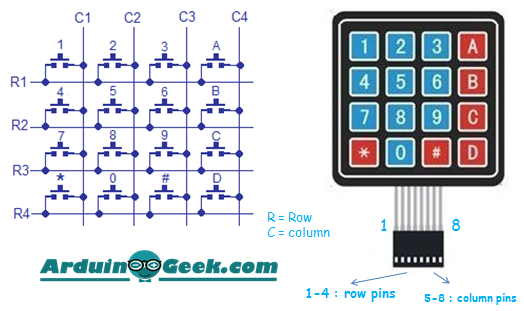 C1 C2 C3 C4
1 2 3 A
R1
4 5 6 B
R2
7 8 9 C
R3
* 0 # D
R4
R = Row
C = column
ArduinoGeek.com
1 2 3 A
4 5 6 B
7 8 9 C
* 0 # D
1 8
1-4 : row pins
5-8 : column pins